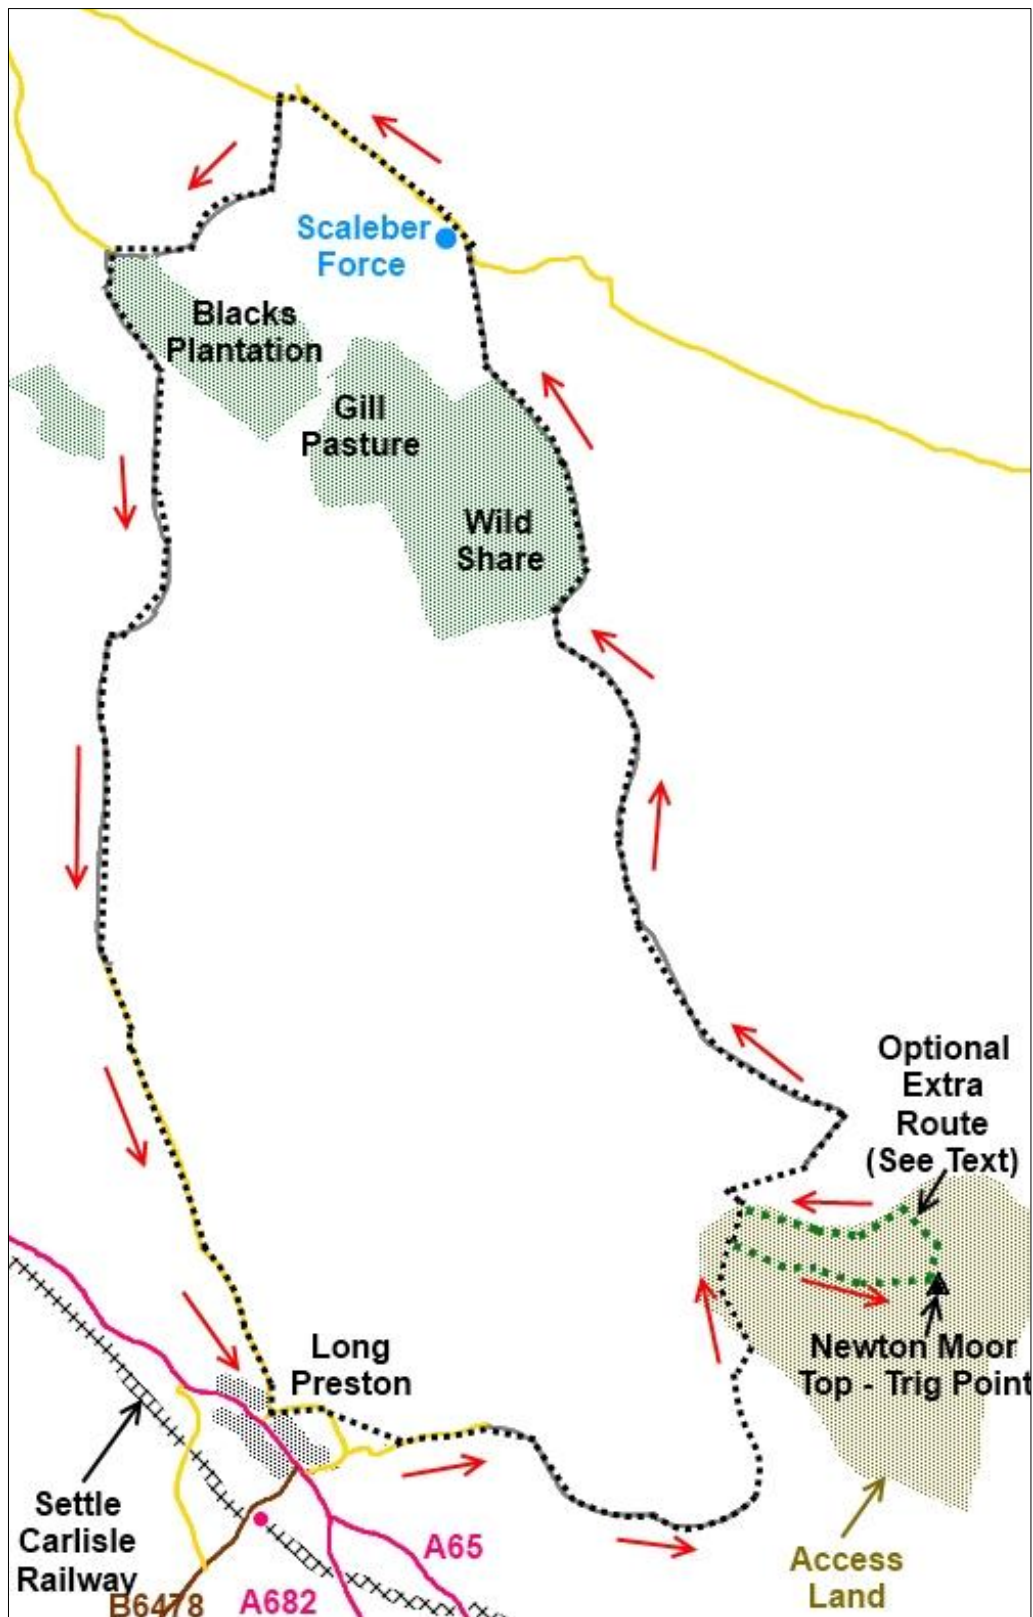 Scaleber
Force
Blacks
Plantation
Gill
Pasture
Wild
Share
Optional
Extra
Route
(See Text)
Newton Moor
Top - Trig Point
Long
Preston
Settle
Carlisle
Railway
B6478
A682
A65
Access
Land